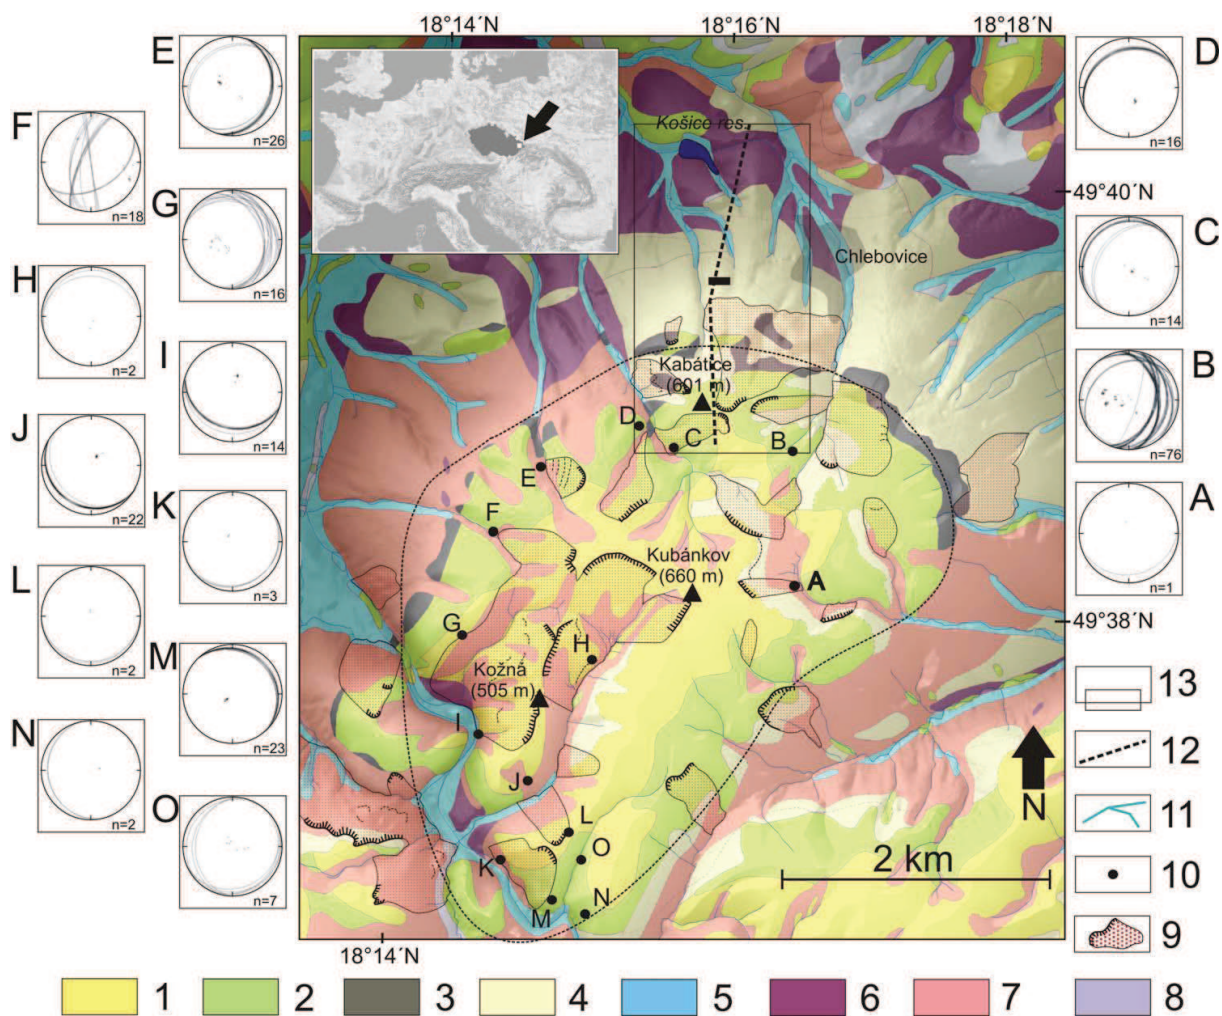 18°14´N
18°16´N
18°18´N
E
n=26
F
n=18
G
n=16
H
n=2
I
n=14
J
n=22
K
n=3
L
n=2
M
n=23
N
n=2
O
n=7
Košice res.
Chlebovice
Kabátice
(601 m)
D
C
B
E
F
Kubánkov
(660 m)
A
G
H
Kožná
(505 m)
I
J
L
K
O
M
N
18°14´N
D
n=16
49°40´N
C
n=14
B
n=76
A
n=1
49°38´N
13
12
11
10
9
N
2 km
1
2
3
4
5
6
7
8